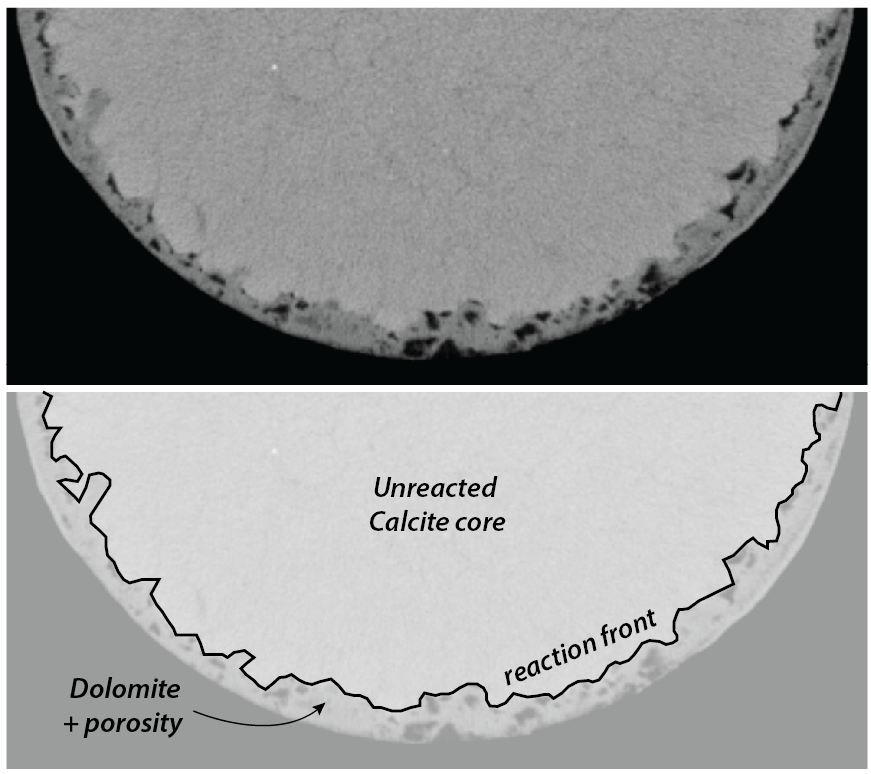 Unreacted
Calcite core
reaction front
Dolomite
+ porosity